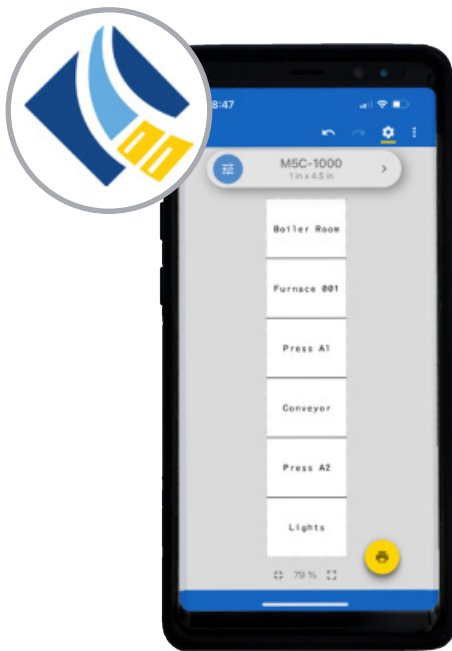 8:47
M5C-1000
1 in x 4.5 in
Boiler Room
Furnace 001
Press A1
Conveyor
Press A2
Lights
79 %